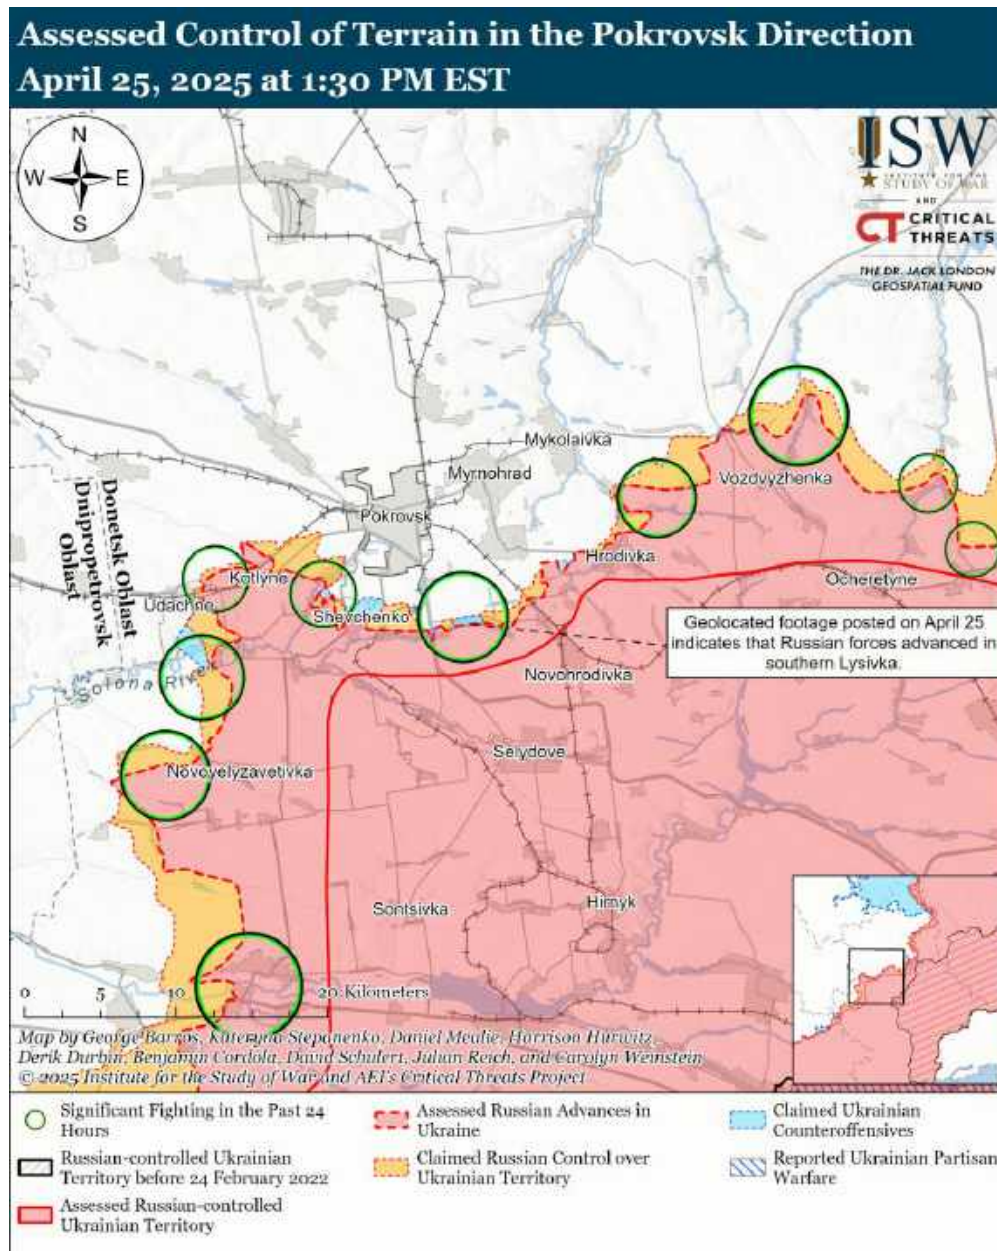 Assessed Control of Terrain in the Pokrovsk Direction
April 25, 2025 at 1:30 PM EST
N
W E
S
ISW
INSTITUTE FOR THE
STUDY OF WAR
AND
CT CRITICAL
THREATS
THE DR. JACK LONDON
GEOSPATIAL FUND
Mykolaivka
Myrnohrad
Vozdvyzhenka
Pokrovsk
Donetsk Oblast
Dnipropetrovsk
Oblast
Hrodivka
Kotlyne
Ocheretyne
Udachne
Shevchenko
Geolocated footage posted on April 25
indicates that Russian forces advanced in
southern Lysivka.
Solona River
Novohrodivka
Selydove
Novoyelyzavetivka
Sontsivka
Hirnyk
0 5 10 20 Kilometers
Map by George Barros, Kateryna Stepanenko, Daniel Mealie, Harrison Hurwitz,
Derik Durbin, Benjamin Cordola, David Schulert, Julian Reich, and Carolyn Weinstein
© 2025 Institute for the Study of War and AEI's Critical Threats Project
Significant Fighting in the Past 24
Hours
Russian-controlled Ukrainian
Territory before 24 February 2022
Assessed Russian-controlled
Ukrainian Territory
Assessed Russian Advances in
Ukraine
Claimed Russian Control over
Ukrainian Territory
Claimed Ukrainian
Counteroffensives
Reported Ukrainian Partisan
Warfare